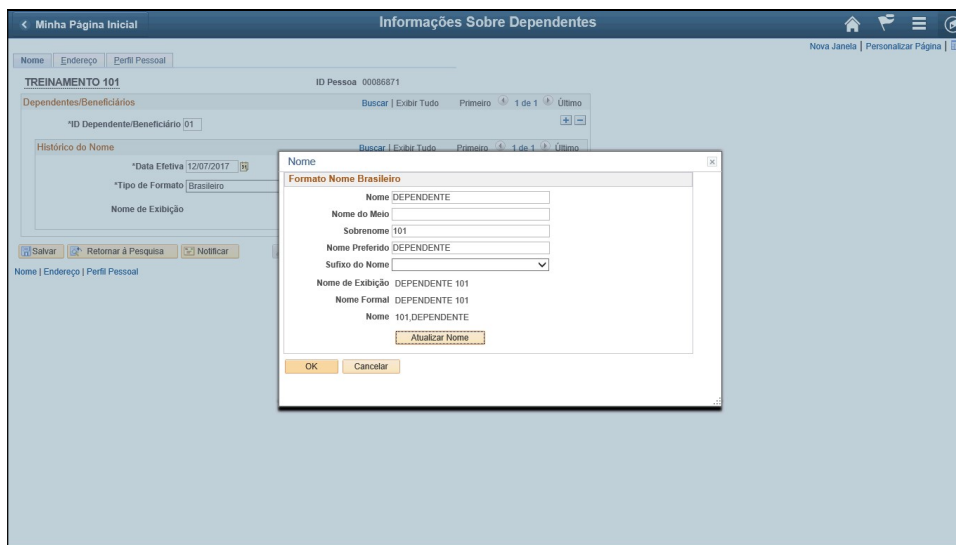 Minha Página Inicial
Informações Sobre Dependentes
Nova Janela | Personalizar Página |
Nome Endereço Perfil Pessoal
TREINAMENTO 101 ID Pessoa 00086871
Dependentes/Beneficiários Buscar | Exibir Tudo Primeiro 1 de 1 Último
*ID Dependente/Beneficiário 01
Histórico do Nome Buscar | Exibir Tudo Primeiro 1 de 1 Último
*Data Efetiva 12/07/2017
*Tipo de Formato Brasileiro
Nome de Exibição
Salvar Retornar à Pesquisa Notificar
Nome | Endereço | Perfil Pessoal
Nome
Formato Nome Brasileiro
Nome DEPENDENTE
Nome do Meio
Sobrenome 101
Nome Preferido DEPENDENTE
Sufixo do Nome
Nome de Exibição DEPENDENTE 101
Nome Formal DEPENDENTE 101
Nome 101,DEPENDENTE
Atualizar Nome
OK Cancelar